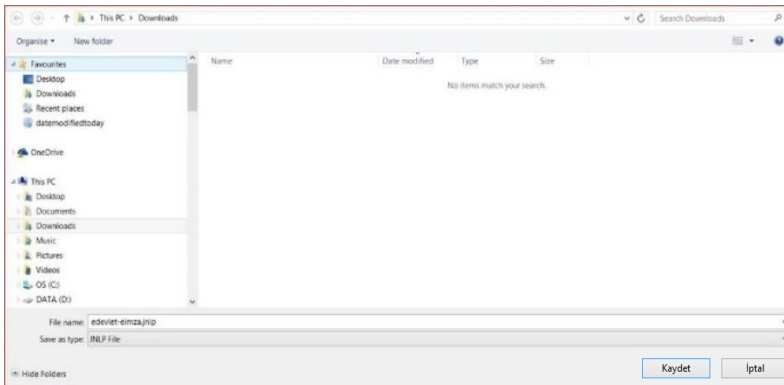 This PC Downloads Search Downloads
Organise New folder
Favourites
Desktop
Downloads
Recent places
datemodifiedtoday
OneDrive
This PC
Desktop
Documents
Downloads
Music
Pictures
Videos
OS (C:)
DATA (D:)
Name Date modified Type Size
No items match your search.
File name: edevlet-eimza.jnlp
Save as type: JNLP File
Hide Folders Kaydet İptal